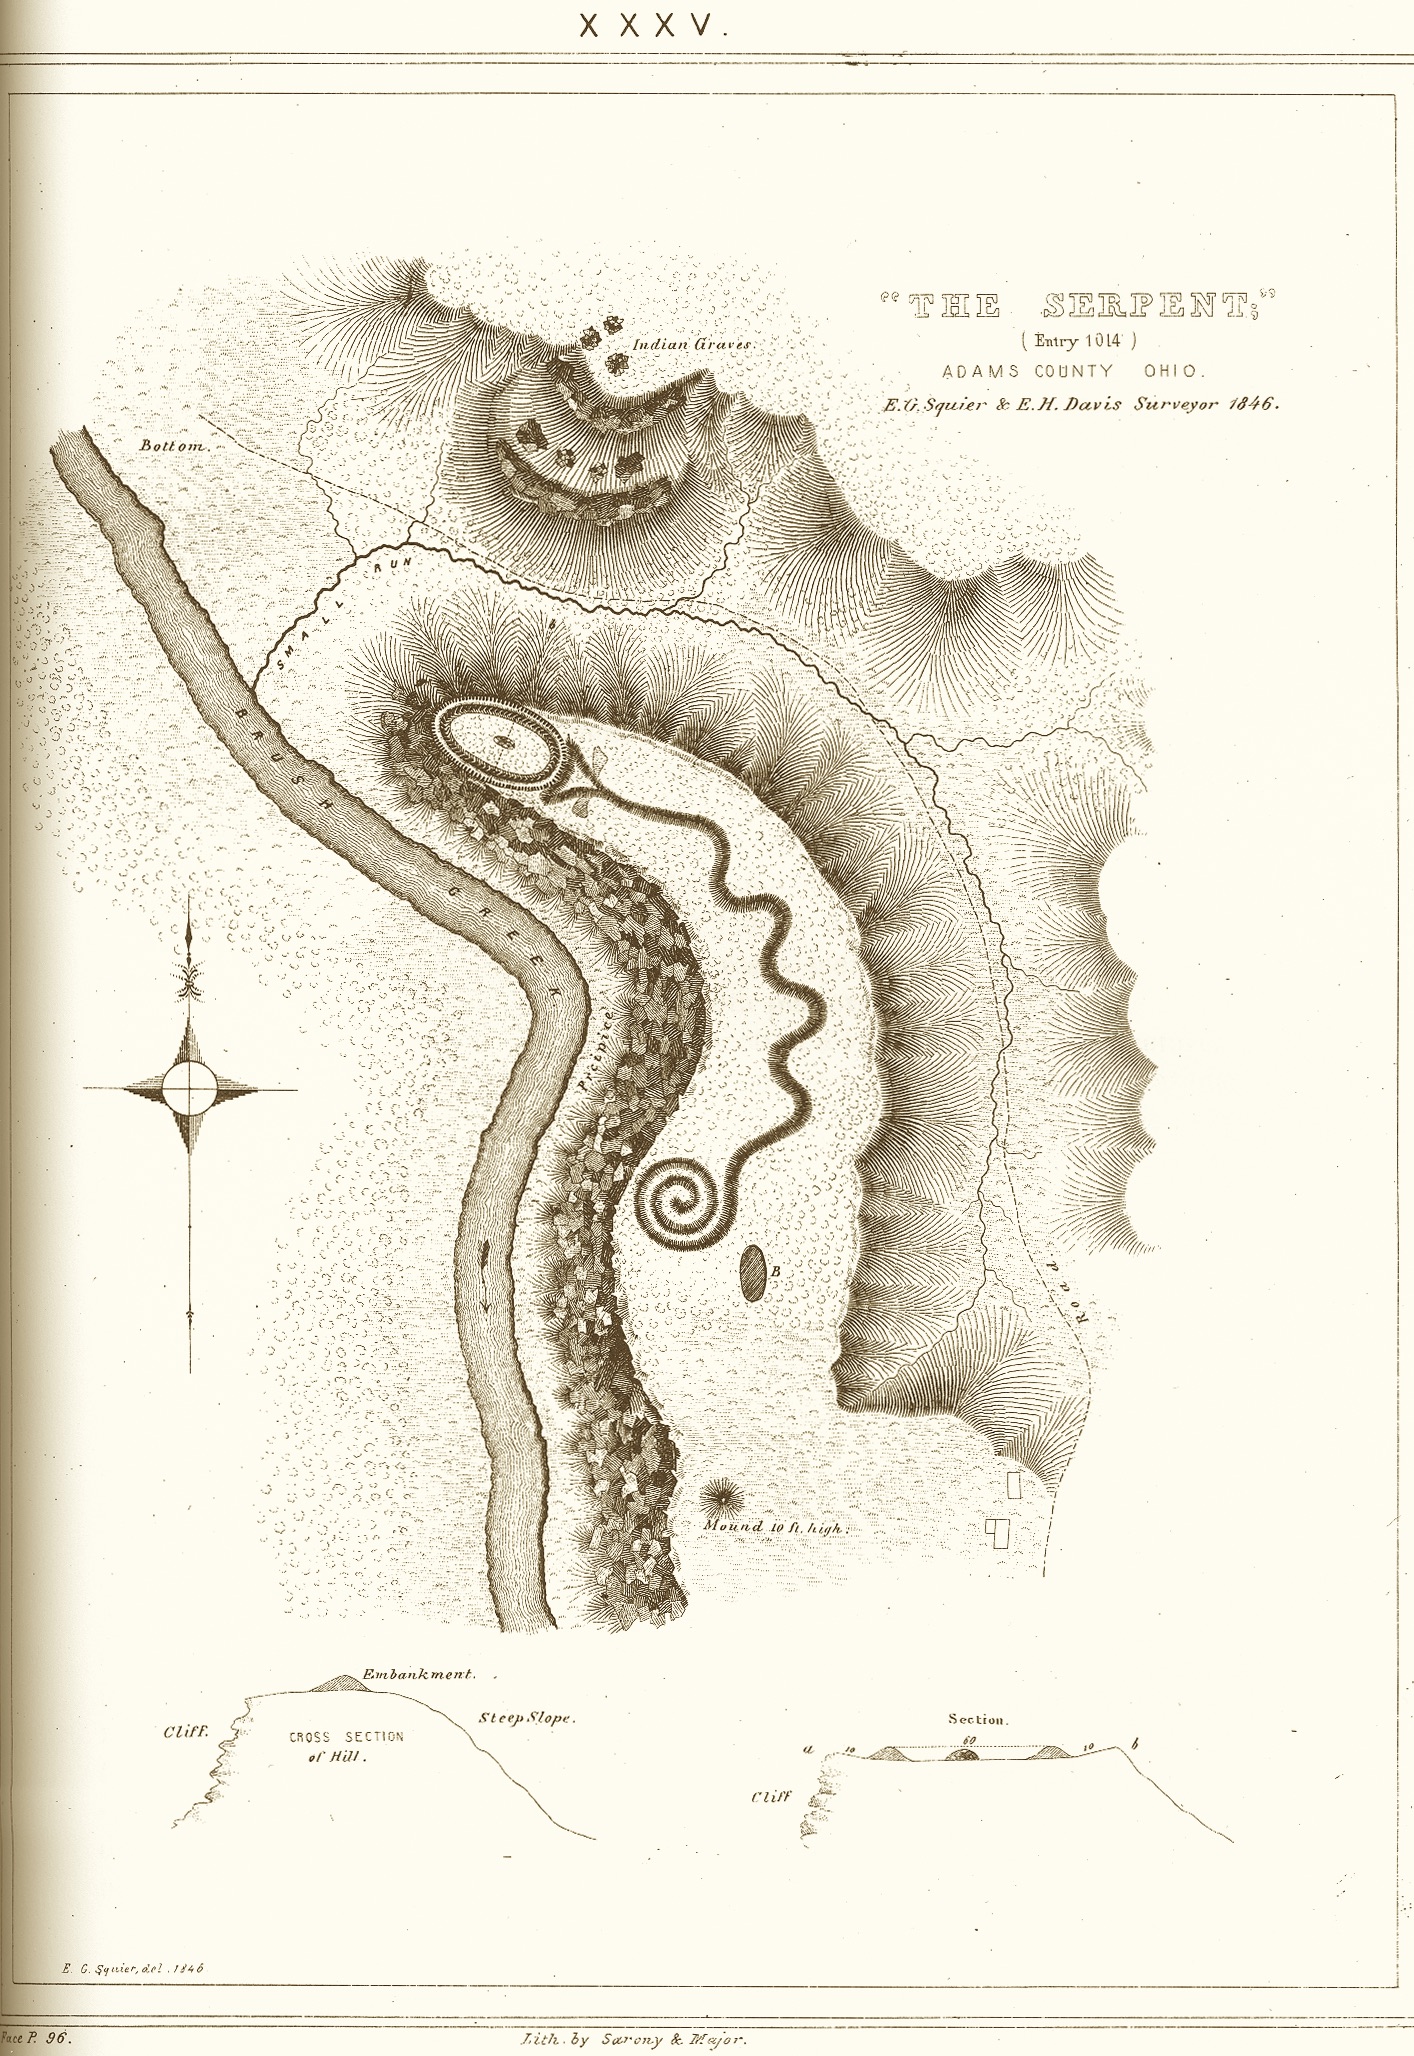 XXXV.
"THE SERPENT;"
(Entry 1014)
ADAMS COUNTY OHIO.
E.G. Squier & E.H. Davis Surveyor 1846.
Indian Graves.
Bottom.
SMALL RUN
b
BRUSH CREEK
Precipice
B
Road
Mound 10 ft. high.
Embankment.
Cliff.
Steep Slope.
CROSS SECTION
of Hill.
Section.
a 10 60 10 b
Cliff
E. G. Squier, del. 1846
Face P. 96.
Lith. by Sarony & Major.